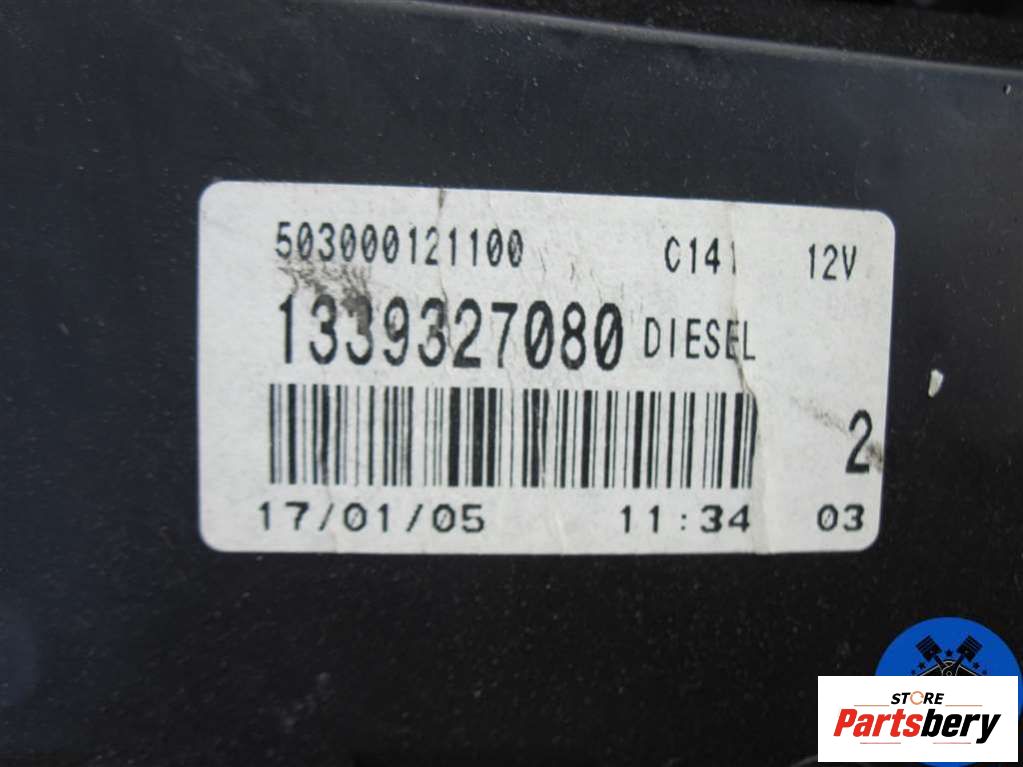 503000121100 C141 12V
1339327080 DIESEL
2
17/01/05 11:34 03
STORE
Partsbery